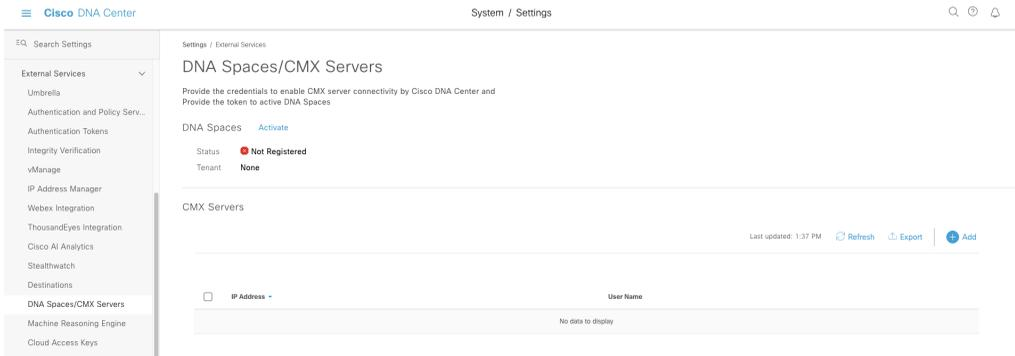 Cisco DNA Center
System / Settings
Search Settings
External Services
Umbrella
Authentication and Policy Serv...
Authentication Tokens
Integrity Verification
vManage
IP Address Manager
Webex Integration
ThousandEyes Integration
Cisco AI Analytics
Stealthwatch
Destinations
DNA Spaces/CMX Servers
Machine Reasoning Engine
Cloud Access Keys
Settings / External Services
DNA Spaces/CMX Servers
Provide the credentials to enable CMX server connectivity by Cisco DNA Center and
Provide the token to active DNA Spaces
DNA Spaces Activate
Status Not Registered
Tenant None
CMX Servers
Last updated: 1:37 PM Refresh Export Add
IP Address User Name
No data to display